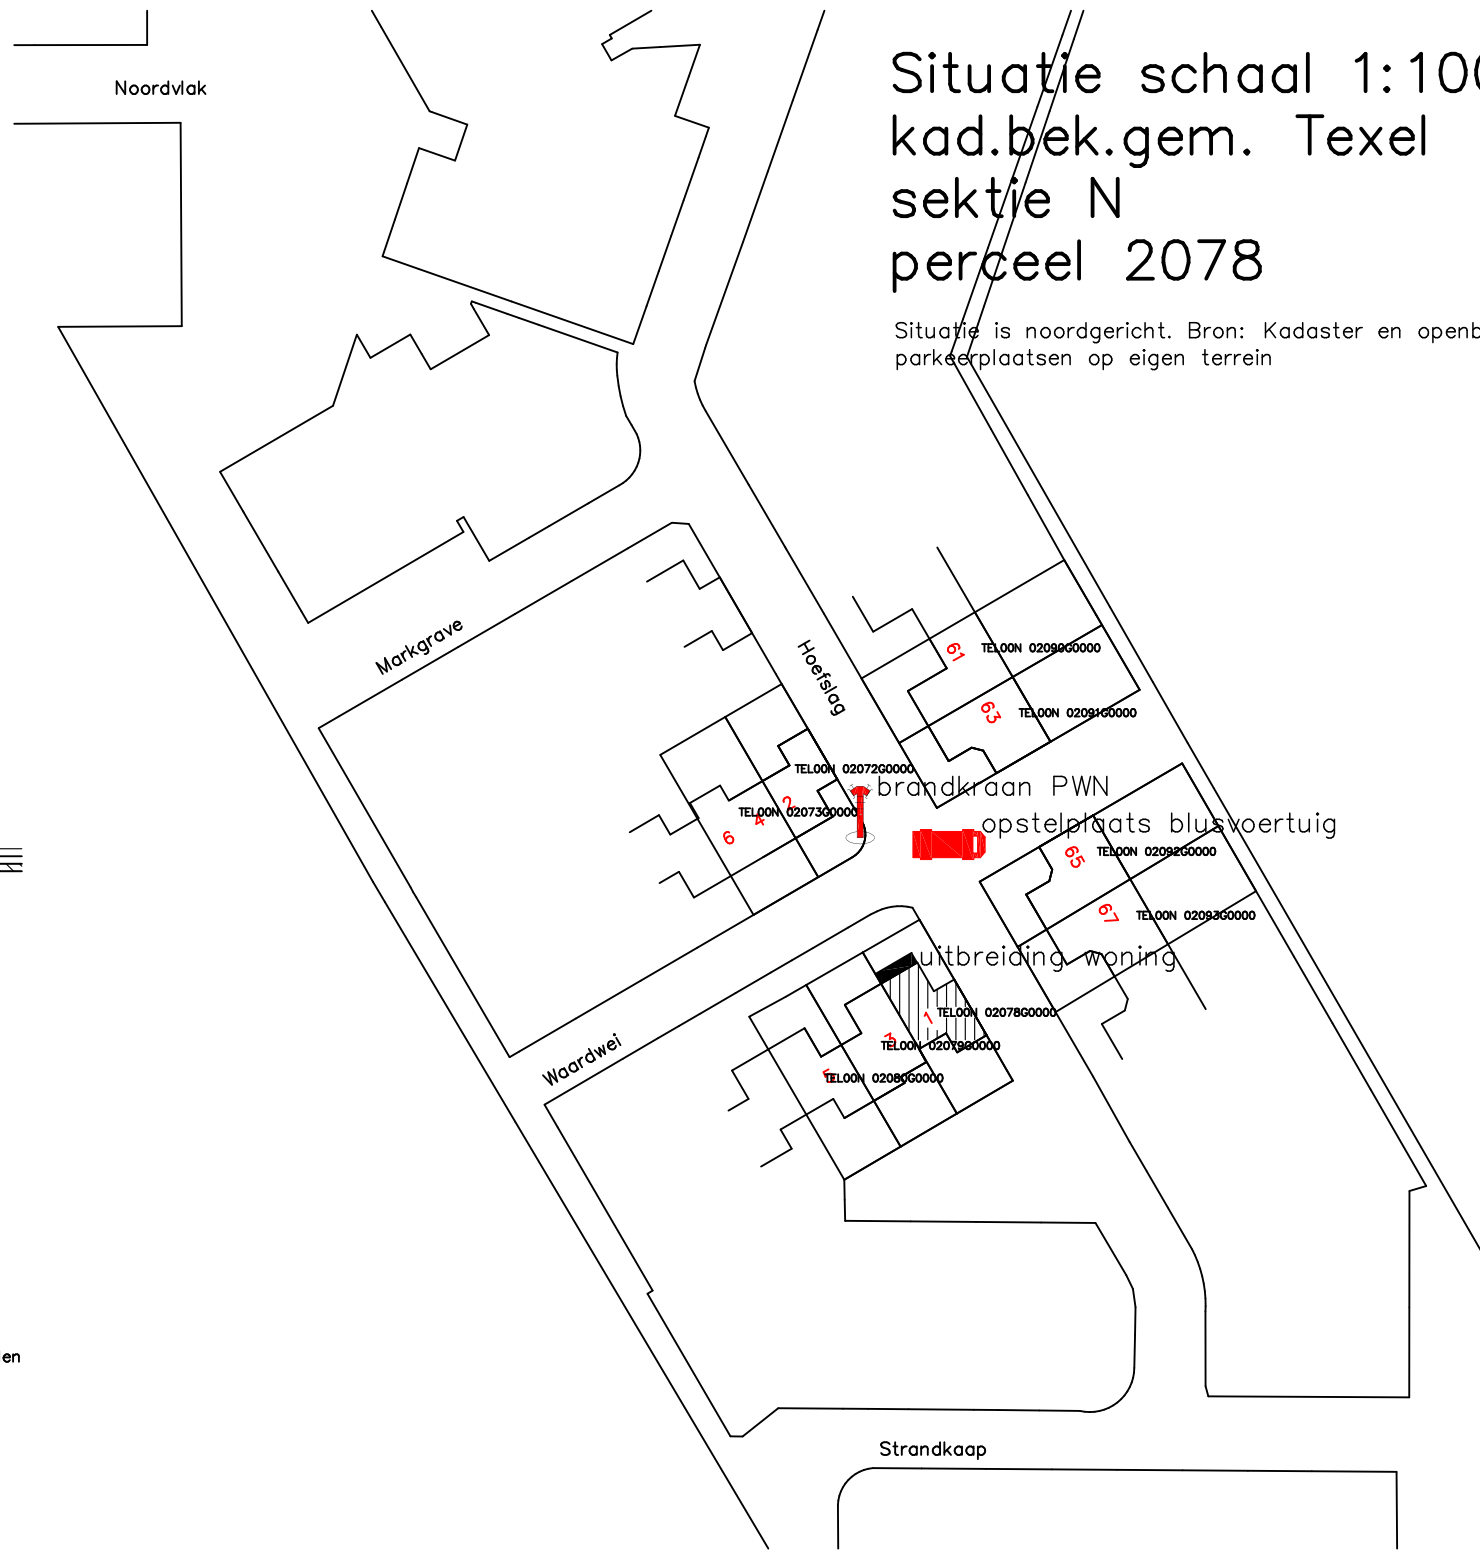 Situatie schaal 1:100
kad.bek.gem. Texel
sektie N
perceel 2078
Situatie is noordgericht. Bron: Kadaster en openb
parkeerplaatsen op eigen terrein
Noordvlak
Markgrave
Hoefslag
61
TELOON 02090G0000
63
TELOON 02091G0000
TELOON 02072G0000
brandkraan PWN
2
TELOON 02073G0000
4
6
opstelplaats blusvoertuig
65
TELOON 02092G0000
67
TELOON 02093G0000
uitbreiding woning
1
TELOON 02078G0000
3
TELOON 02079G0000
5
TELOON 02080G0000
Waardwei
len
Strandkaap